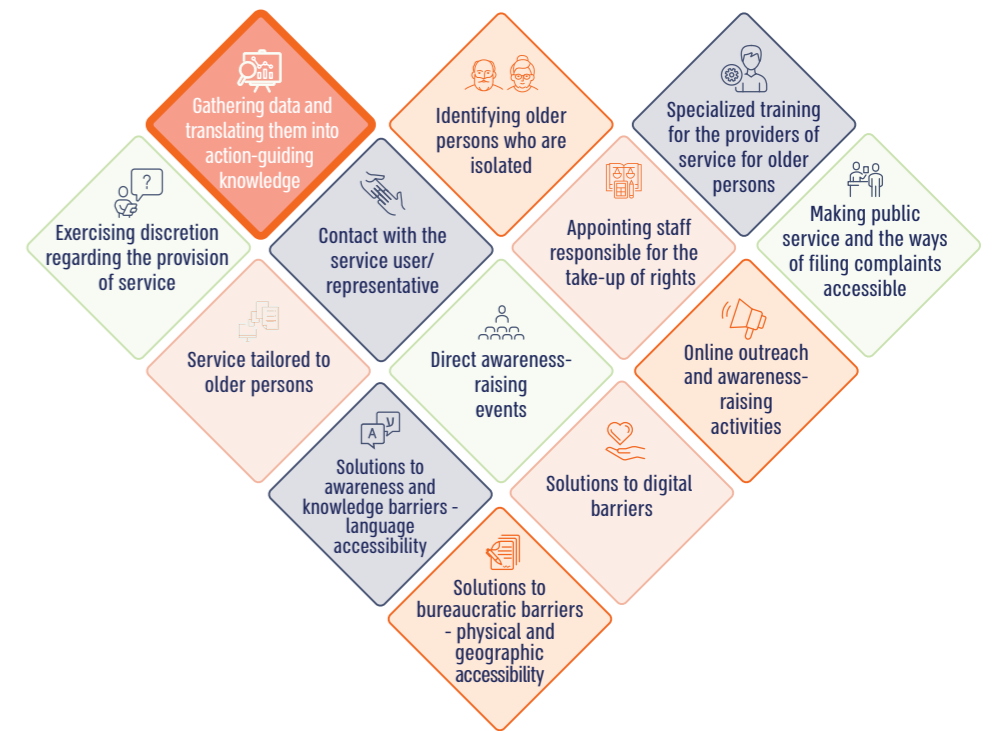 Gathering data and
translating them into
action-guiding
knowledge
Identifying older
persons who are
isolated
Specialized training
for the providers of
service for older
persons
?
Exercising discretion
regarding the provision
of service
Contact with the
service user/
representative
Appointing staff
responsible for the
take-up of rights
Making public
service and the ways
of filing complaints
accessible
Service tailored to
older persons
Direct awareness-
raising
events
Online outreach
and awareness-
raising
activities
A ע
Solutions to
awareness and
knowledge barriers -
language
accessibility
Solutions to digital
barriers
Solutions to
bureaucratic barriers
- physical and
geographic
accessibility